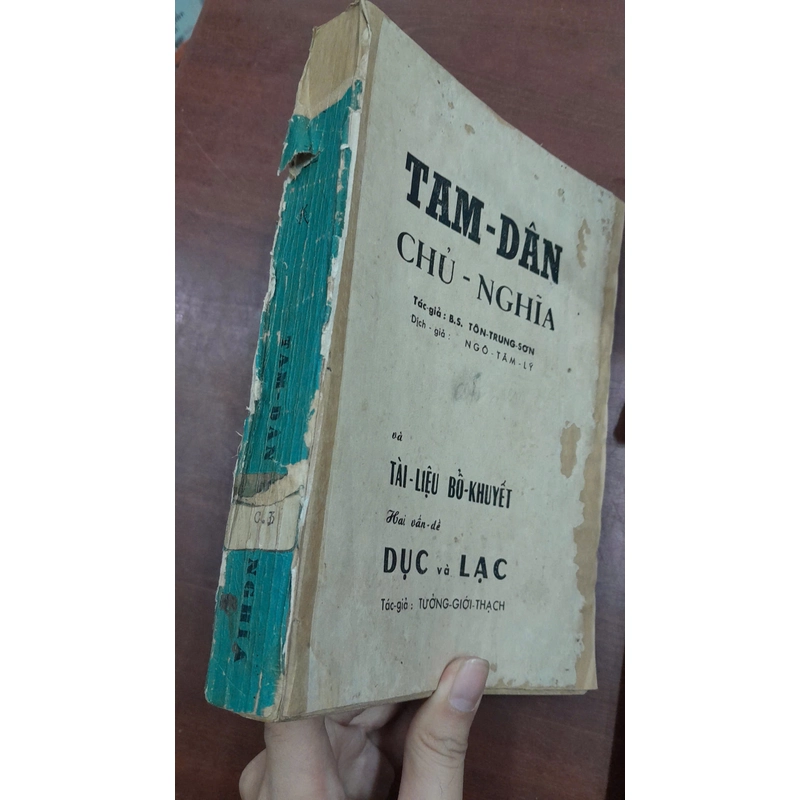 TAM-DÂN
CHỦ - NGHĨA
Tác-giả : B.S. TÔN-TRUNG-SƠN
Dịch-giả : NGÔ-TÂM-LÝ
và
TÀI-LIỆU BỔ-KHUYẾT
Hai vấn-đề
DỤC và LẠC
Tác-giả : TƯỞNG-GIỚI-THẠCH
TAM-DÂN
NGHĨA